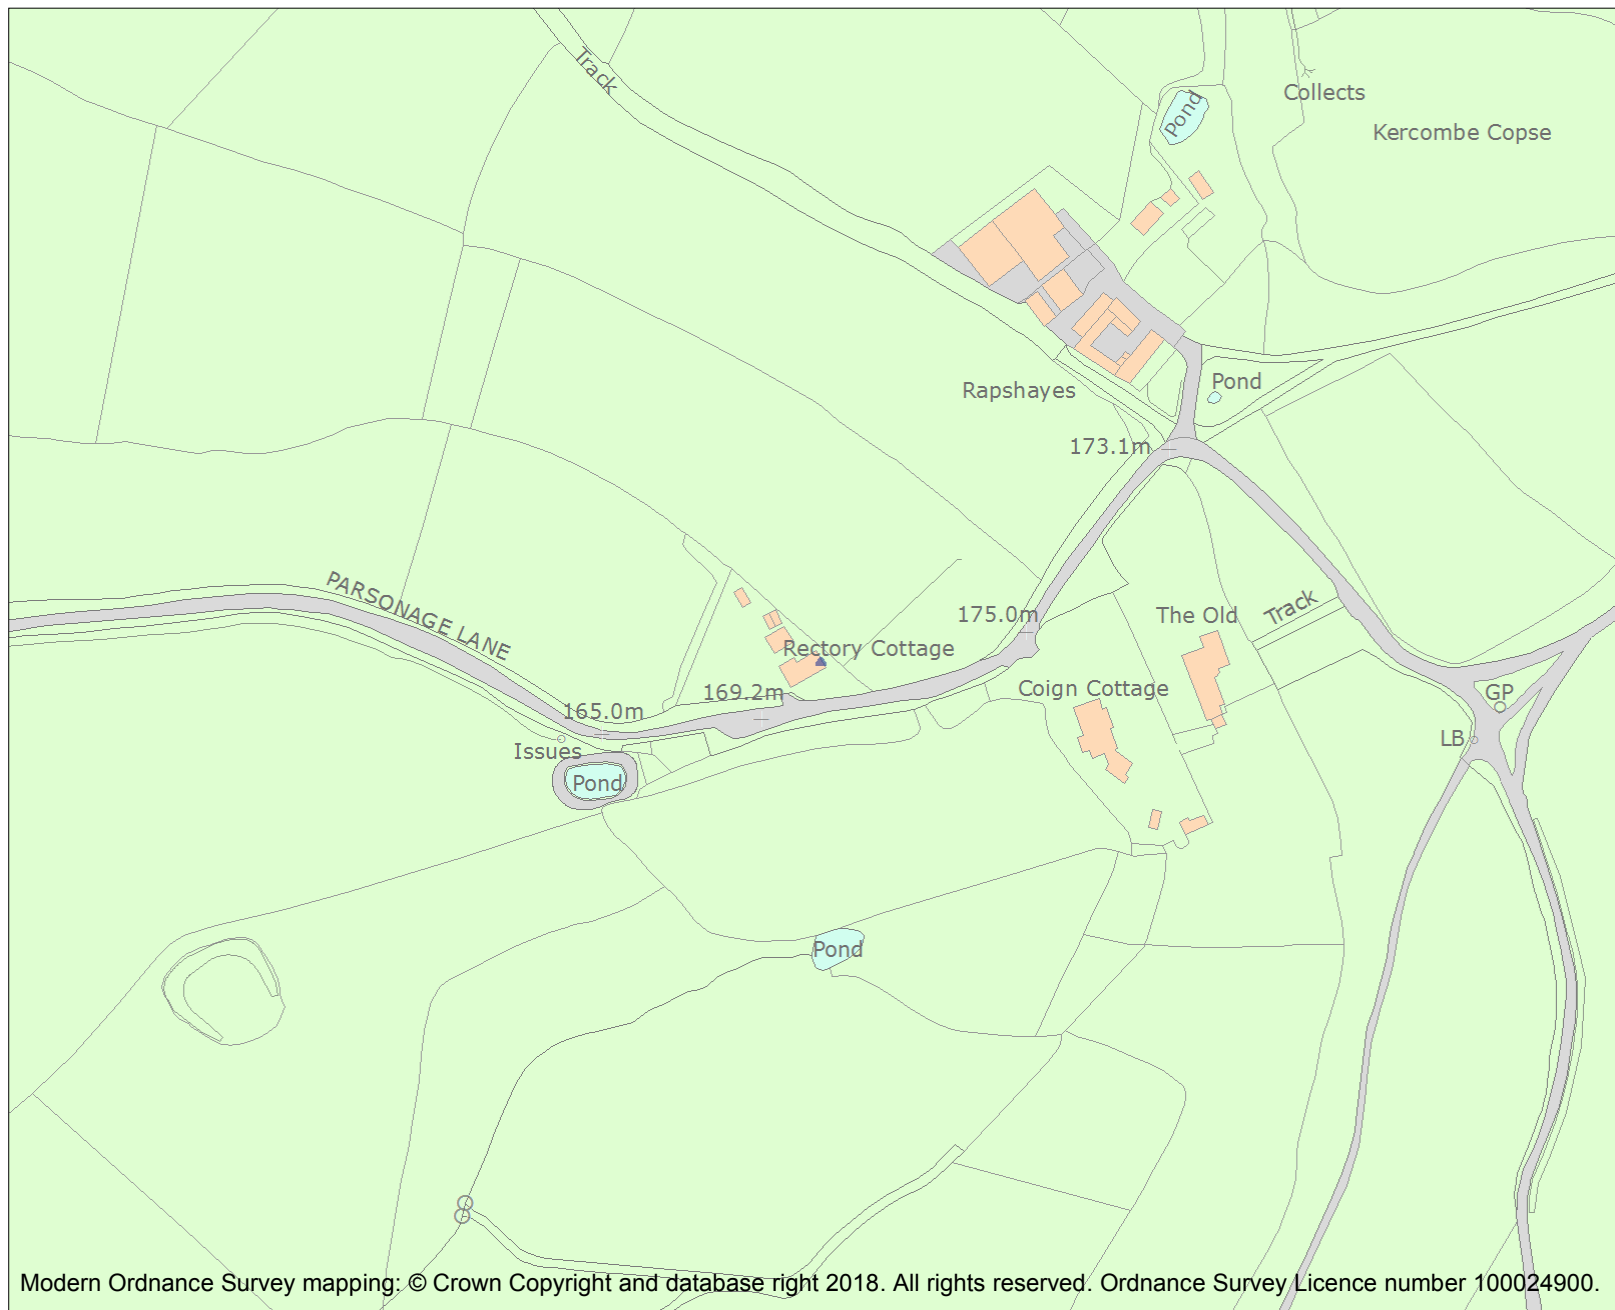 Track
Pond
Collects
Kercombe Copse
Rapshayes
Pond
173.1m
PARSONAGE LANE
175.0m
The Old
Track
Rectory Cottage
Coign Cottage
169.2m
165.0m
GP
LB
Issues
Pond
Pond
Modern Ordnance Survey mapping: © Crown Copyright and database right 2018. All rights reserved. Ordnance Survey Licence number 100024900.